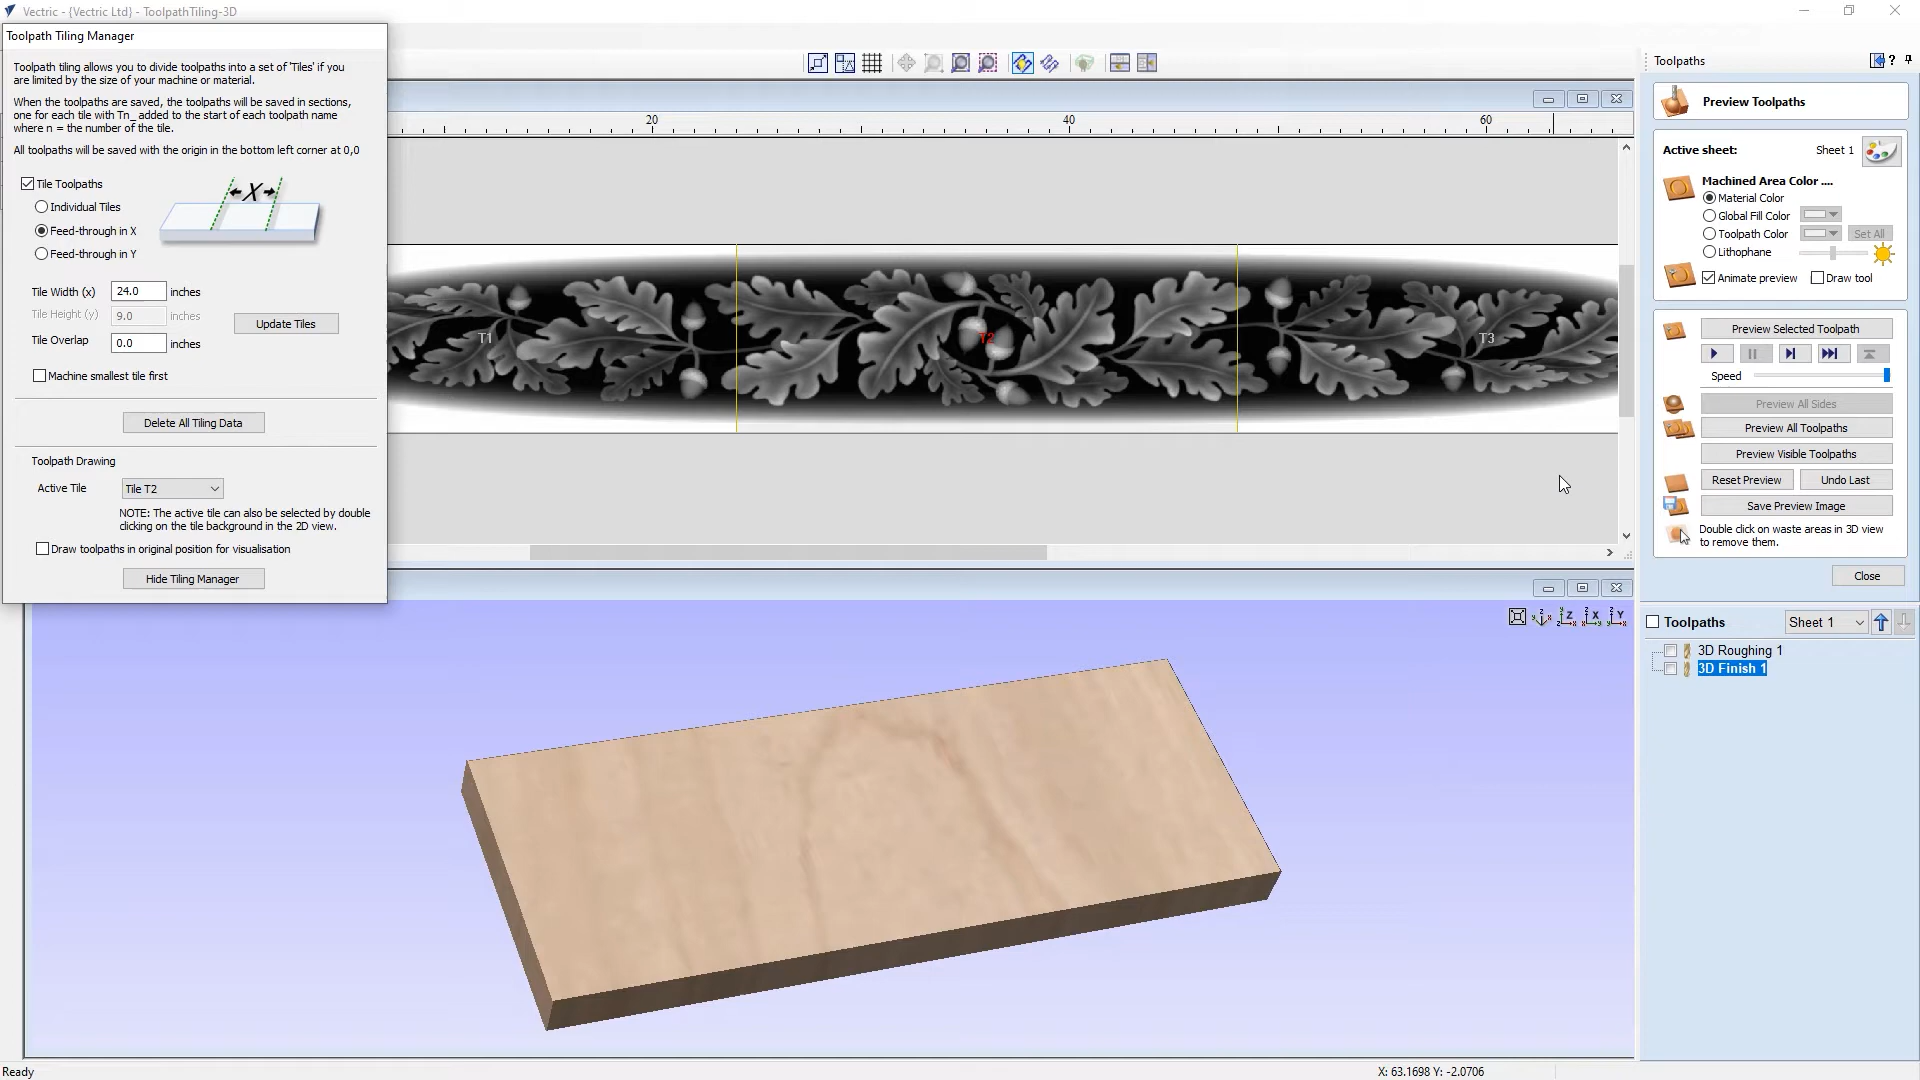 Vectric - {Vectric Ltd} - ToolpathTiling-3D
Toolpath Tiling Manager
Toolpath tiling allows you to divide toolpaths into a set of 'Tiles' if you
are limited by the size of your machine or material.
When the toolpaths are saved, the toolpaths will be saved in sections,
one for each tile with Tn_ added to the start of each toolpath name
where n = the number of the tile.
All toolpaths will be saved with the origin in the bottom left corner at 0,0
Tile Toolpaths
X
Individual Tiles
Feed-through in X
Feed-through in Y
Tile Width (x) 24.0 inches
Tile Height (y) 9.0 inches
Update Tiles
Tile Overlap 0.0 inches
Machine smallest tile first
Delete All Tiling Data
Toolpath Drawing
Active Tile Tile T2
NOTE: The active tile can also be selected by double
clicking on the tile background in the 2D view.
Draw toolpaths in original position for visualisation
Hide Tiling Manager
20 40 60
T1 T2 T3
Z X Y
Toolpaths
Preview Toolpaths
Active sheet: Sheet 1
Machined Area Color ....
Material Color
Global Fill Color
Toolpath Color Set All
Lithophane
Animate preview Draw tool
Preview Selected Toolpath
Speed
Preview All Sides
Preview All Toolpaths
Preview Visible Toolpaths
Reset Preview Undo Last
Save Preview Image
Double click on waste areas in 3D view
to remove them.
Close
Toolpaths Sheet 1
3D Roughing 1
3D Finish 1
Ready
X: 63.1698 Y: -2.0706